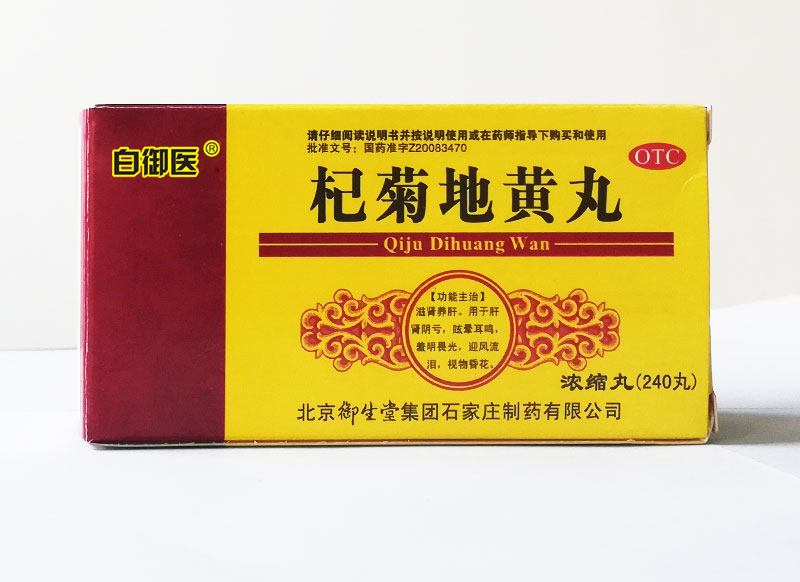 白御医®
请仔细阅读说明书并按说明使用或在药师指导下购买和使用
批准文号：国药准字Z20083470
OTC
杞菊地黄丸
Qiju Dihuang Wan
【功能主治】
滋肾养肝。用于肝
肾阴亏，眩晕耳鸣，
羞明畏光，迎风流
泪，视物昏花。
浓缩丸(240丸)
北京御生堂集团石家庄制药有限公司